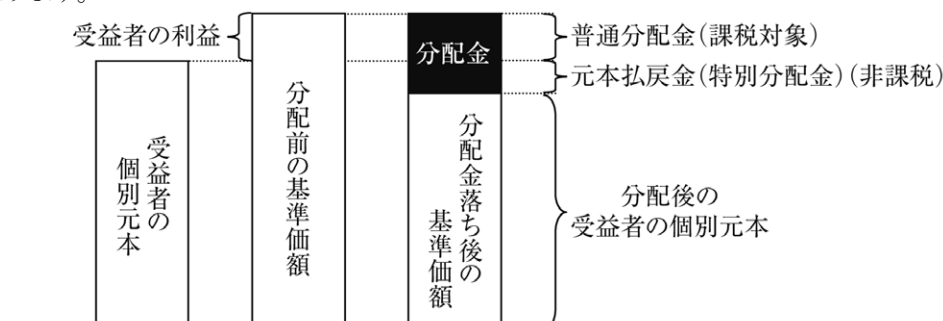 受益者の利益
分配金
普通分配金(課税対象)
元本払戻金(特別分配金)(非課税)
受益者の
個別元本
分配前の基準価額
分配金落ち後の
基準価額
分配後の
受益者の個別元本